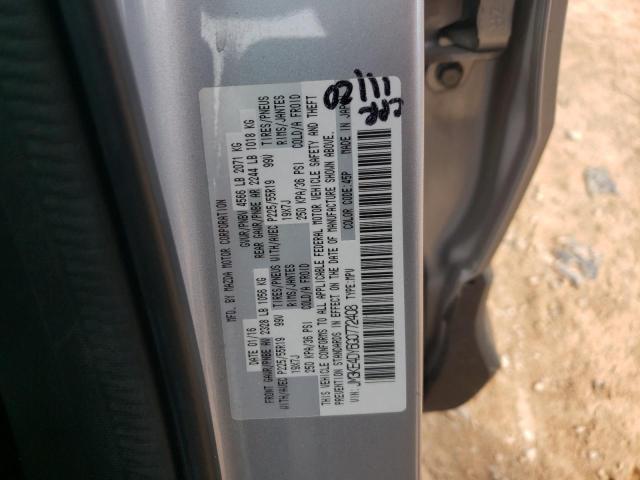 MFD. BY MAZDA MOTOR CORPORATION
DATE 01/16 GVWR/PNBV 4566 LB 2071 KG
FRONT GAWR/PNBE AV 2328 LB 1056 KG REAR GAWR/PNBE AR 2244 LB 1018 KG
WITH/AVEC P225/55R19 99V TIRES/PNEUS WITH/AVEC P225/55R19 99V TIRES/PNEUS
19X7J RIMS/JANTES 19X7J RIMS/JANTES
250 KPA/36 PSI COLD/A FROID 250 KPA/36 PSI COLD/A FROID
THIS VEHICLE CONFORMS TO ALL APPLICABLE FEDERAL MOTOR VEHICLE SAFETY AND THEFT
PREVENTION STANDARDS IN EFFECT ON THE DATE OF MANUFACTURE SHOWN ABOVE.
VIN: JM3KE4DY6G0772408 TYPE: MPV COLOR CODE: 45P MADE IN JAPAN